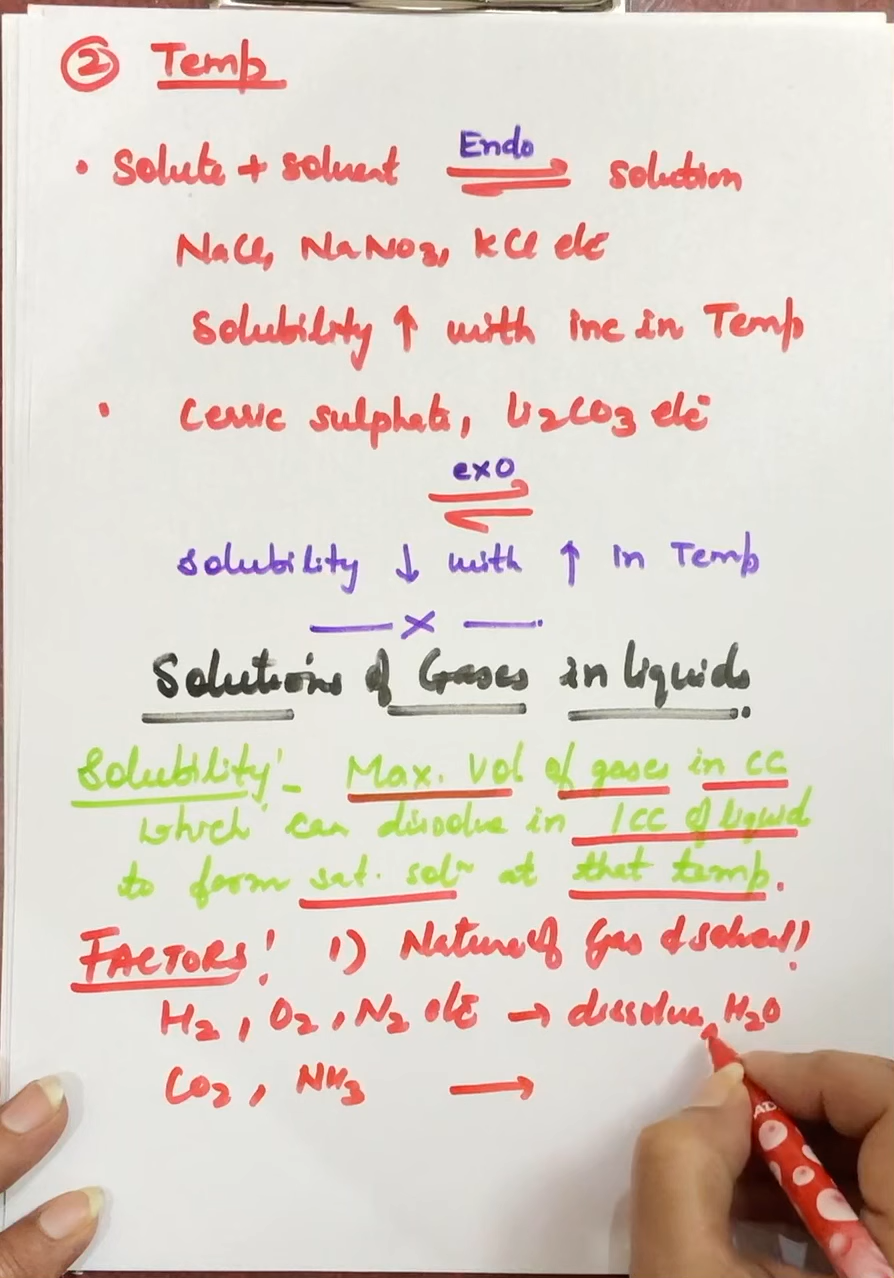 ② Temp
• Solute + solvent Endo ⇌ solution
NaCl, NaNO3, KCl etc
Solubility ↑ with inc in Temp
• Cerric sulphate, Li2CO3 etc
exo
⇌
solubility ↓ with ↑ in Temp
— x —.
Solutions of Gases in liquids
Solubility:- Max. Vol of gases in CC
which can dissolve in 1cc of liquid
to form sat. solⁿ at that temp.
FACTORS: 1) Nature of Gas & solvent:
H2, O2, N2 etc → dissolve, H2O
CO2, NH3 →